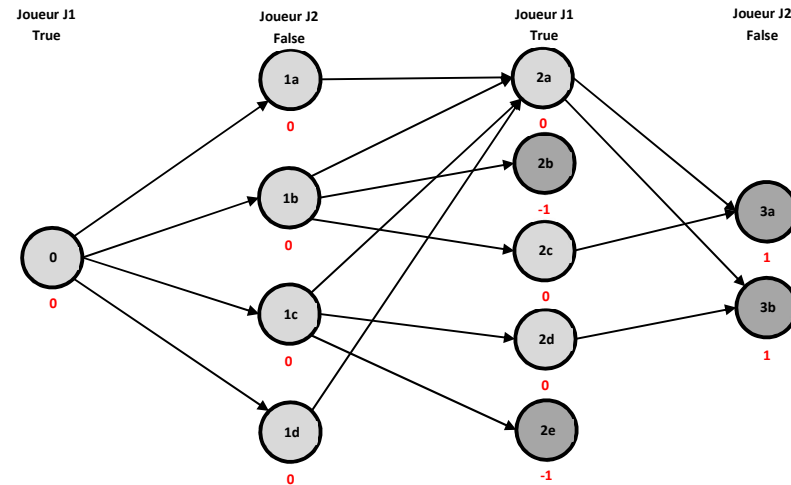 Joueur J1
True
Joueur J2
False
Joueur J1
True
Joueur J2
False
1a
0
1b
0
0
0
1c
0
1d
0
2a
0
2b
-1
2c
0
2d
0
2e
-1
3a
1
3b
1